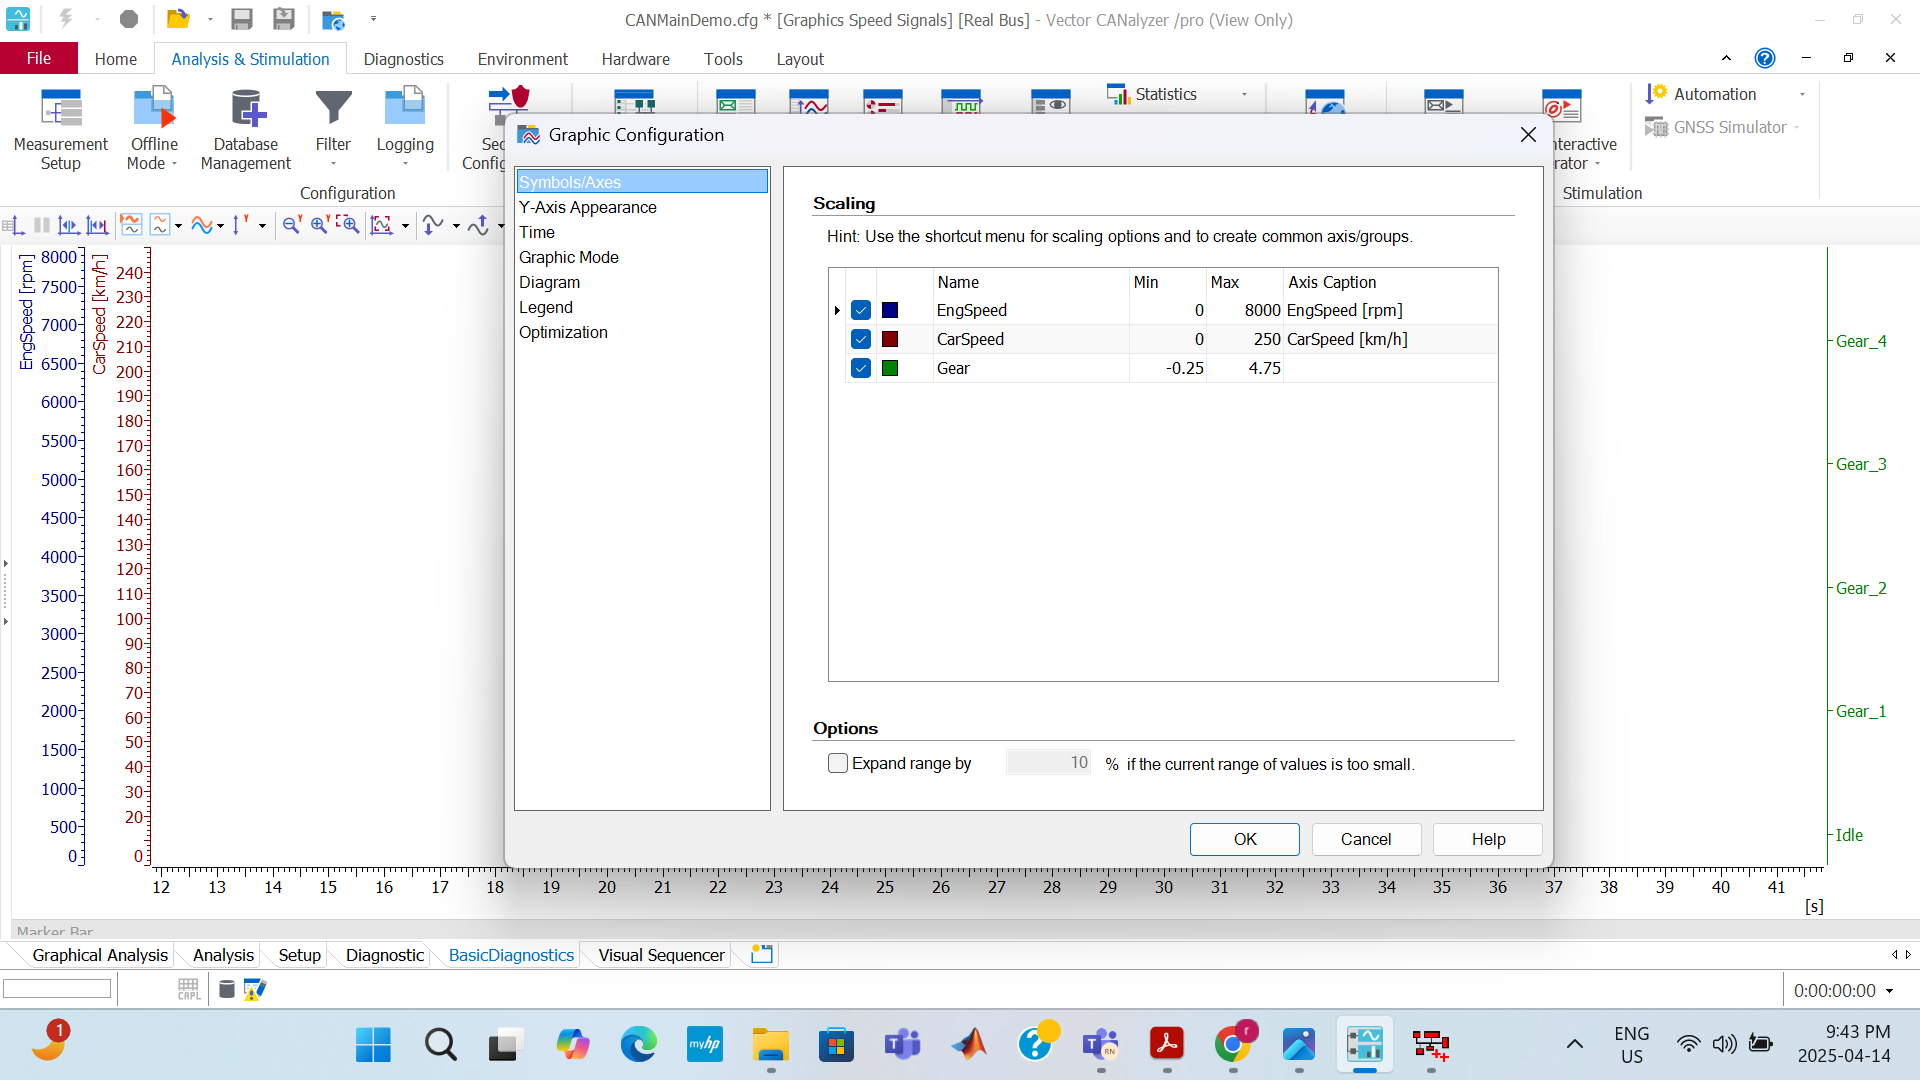 CANMainDemo.cfg * [Graphics Speed Signals] [Real Bus] - Vector CANalyzer /pro (View Only)
File
Home
Analysis & Stimulation
Diagnostics
Environment
Hardware
Tools
Layout
Measurement Setup
Offline Mode
Database Management
Filter
Logging
Sec
Config
Statistics
nteractive
rator
Automation
GNSS Simulator
Configuration
Stimulation
Graphic Configuration
Symbols/Axes
Y-Axis Appearance
Time
Graphic Mode
Diagram
Legend
Optimization
Scaling
Hint: Use the shortcut menu for scaling options and to create common axis/groups.
Name Min Max Axis Caption
EngSpeed 0 8000 EngSpeed [rpm]
CarSpeed 0 250 CarSpeed [km/h]
Gear -0.25 4.75
Options
Expand range by 10 % if the current range of values is too small.
OK
Cancel
Help
EngSpeed [rpm]
8000
7500
7000
6500
6000
5500
5000
4500
4000
3500
3000
2500
2000
1500
1000
500
0
CarSpeed [km/h]
240
230
220
210
200
190
180
170
160
150
140
130
120
110
100
90
80
70
60
50
40
30
20
0
Gear_4
Gear_3
Gear_2
Gear_1
Idle
12 13 14 15 16 17 18 19 20 21 22 23 24 25 26 27 28 29 30 31 32 33 34 35 36 37 38 39 40 41
[s]
Marker Bar
Graphical Analysis
Analysis
Setup
Diagnostic
BasicDiagnostics
Visual Sequencer
CAPL
0:00:00:00
1
myhp
RN
r
ENG
US
9:43 PM
2025-04-14